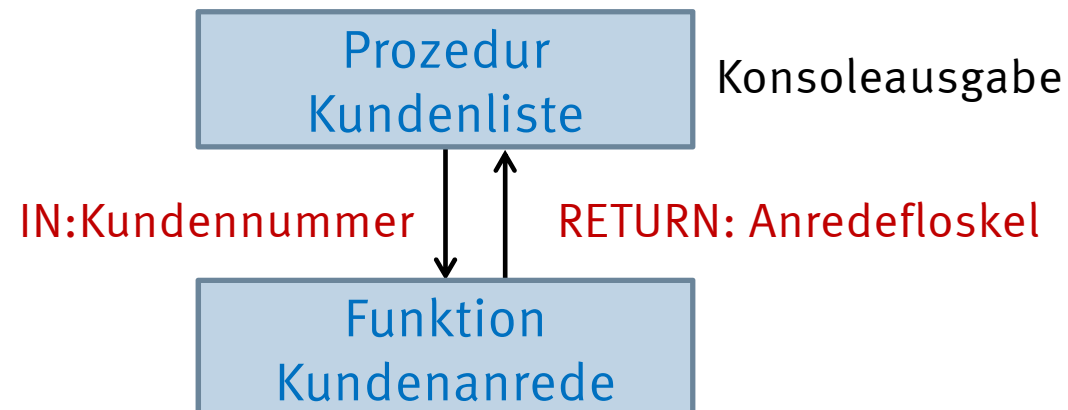 Prozedur
Kundenliste
Konsoleausgabe
IN:Kundennummer
RETURN: Anredefloskel
Funktion
Kundenanrede